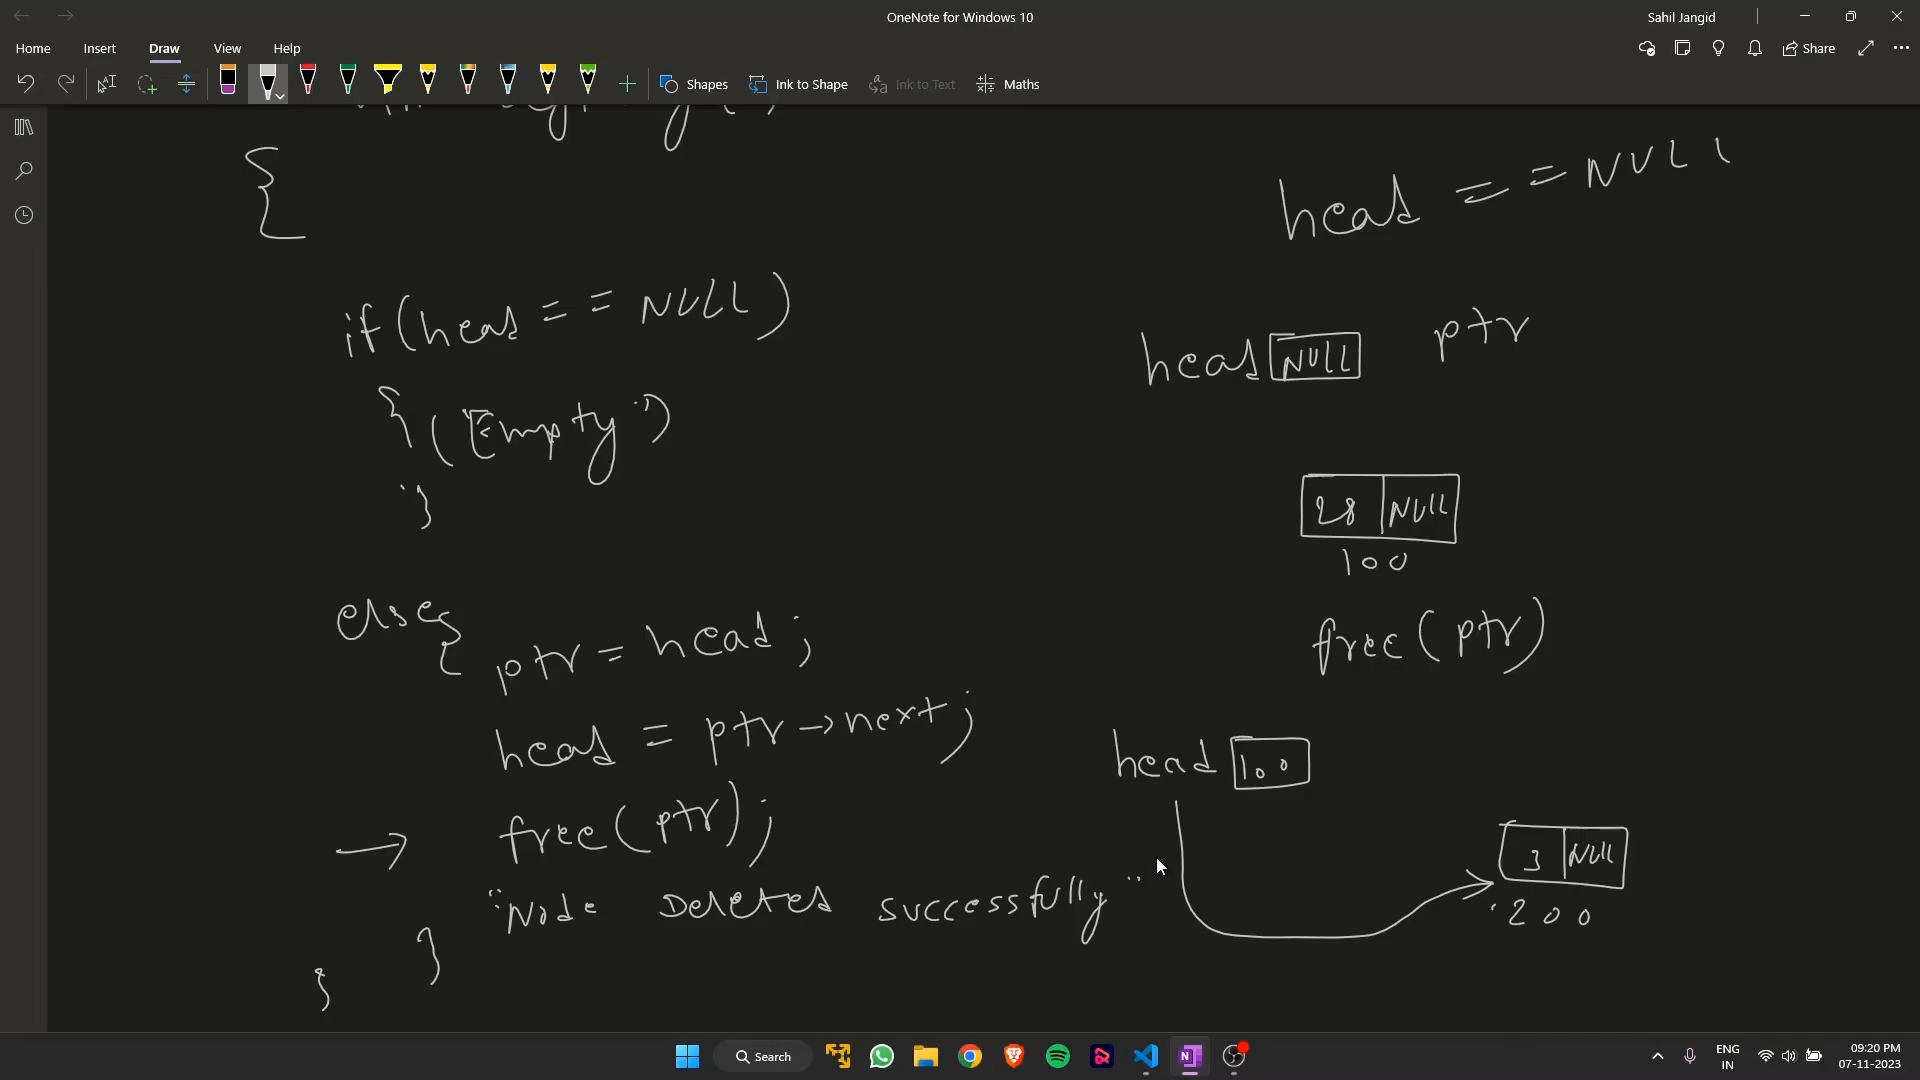 OneNote for Windows 10
Sahil Jangid
Home Insert Draw View Help
Share
Shapes Ink to Shape Ink to Text Maths
{
if(head == NULL)
{("Empty")
}
else{
ptr = head;
head = ptr->next;
→ free(ptr);
"Node Deleted successfully"
}
}
head == NULL
head NULL ptr
28 NULL
100
free(ptr)
head 100
3 NULL
200
Search
ENG
IN
09:20 PM
07-11-2023